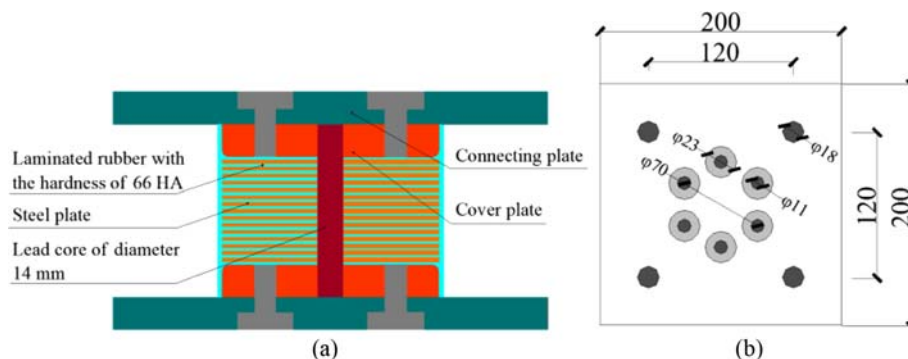 Laminated rubber with
the hardness of 66 HA
Steel plate
Lead core of diameter
14 mm
Connecting plate
Cover plate
(a)
200
120
φ23
φ18
φ70
φ11
120
200
(b)